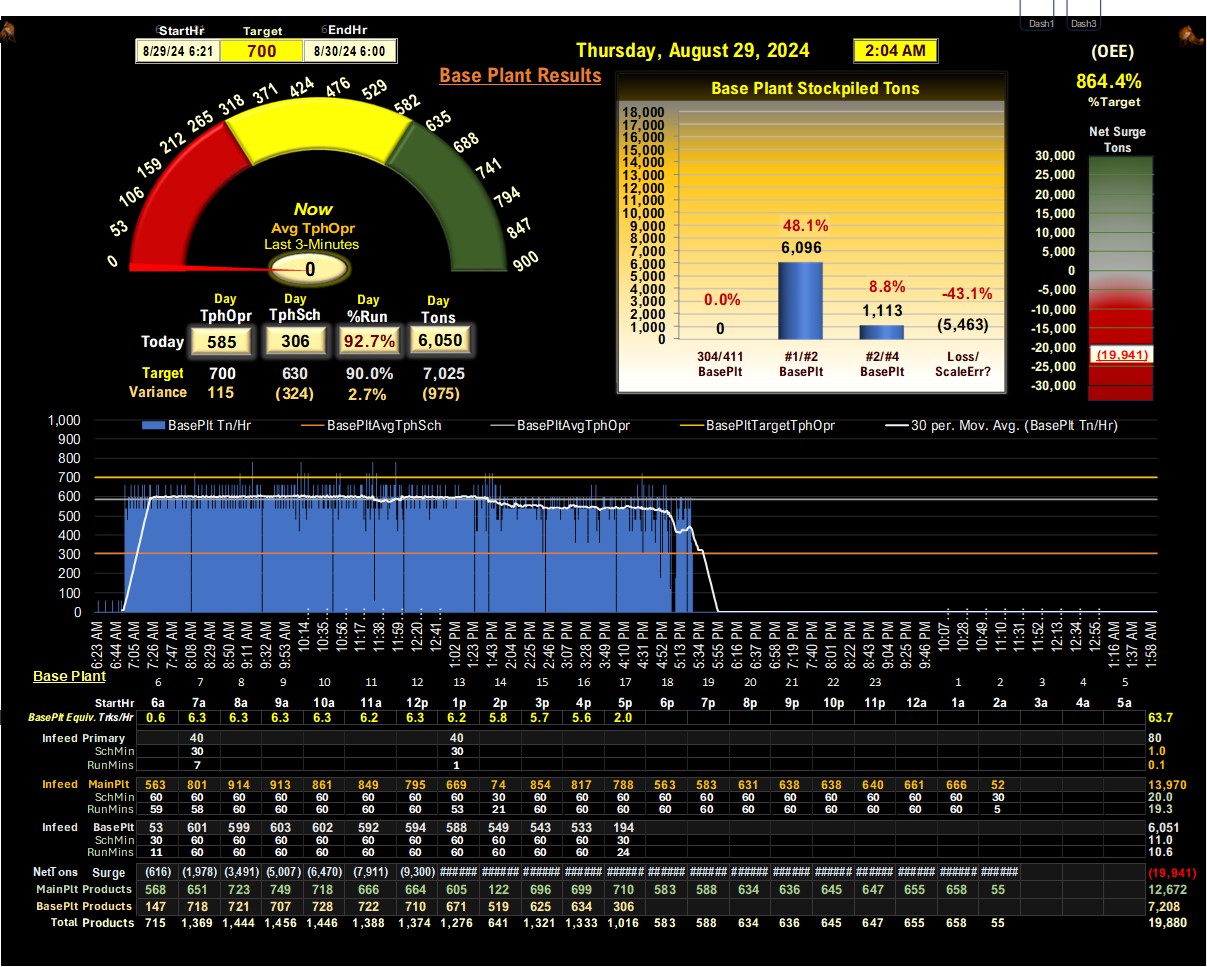 Dash1 Dash3
StartHr Target EndHr
8/29/24 6:21 700 8/30/24 6:00
Thursday, August 29, 2024 2:04 AM
(OEE)
864.4%
%Target
Base Plant Results
Base Plant Stockpiled Tons
Net Surge
Tons
0 53 106 159 212 265 318 371 424 476 529 582 635 688 741 794 847 900
Now
Avg TphOpr
Last 3-Minutes
0
18,000
17,000
16,000
15,000
14,000
13,000
12,000
11,000
10,000
9,000
8,000
7,000
6,000
5,000
4,000
3,000
2,000
1,000
0
0.0% 48.1% 8.8% -43.1%
0 6,096 1,113 (5,463)
304/411 #1/#2 #2/#4 Loss/
BasePlt BasePlt BasePlt ScaleErr?
30,000
25,000
20,000
15,000
10,000
5,000
0
-5,000
-10,000
-15,000
-20,000
-25,000
-30,000
(19,941)
Day Day Day Day
TphOpr TphSch %Run Tons
Today 585 306 92.7% 6,050
Target 700 630 90.0% 7,025
Variance 115 (324) 2.7% (975)
BasePlt Tn/Hr BasePltAvgTphSch BasePltAvgTphOpr BasePltTargetTphOpr 30 per. Mov. Avg. (BasePlt Tn/Hr)
1,000
900
800
700
600
500
400
300
200
100
0
6:23 AM 6:44 AM 7:05 AM 7:26 AM 7:47 AM 8:08 AM 8:29 AM 8:50 AM 9:11 AM 9:32 AM 9:53 AM 10:14... 10:35... 10:56... 11:17... 11:38... 11:59... 12:20... 12:41... 1:02 PM 1:23 PM 1:43 PM 2:04 PM 2:25 PM 2:46 PM 3:07 PM 3:28 PM 3:49 PM 4:10 PM 4:31 PM 4:52 PM 5:13 PM 5:34 PM 5:55 PM 6:16 PM 6:37 PM 6:58 PM 7:19 PM 7:40 PM 8:01 PM 8:22 PM 8:43 PM 9:04 PM 9:25 PM 9:46 PM 10:07... 10:28... 10:49... 11:10... 11:31... 11:52... 12:13... 12:34... 12:55... 1:16 AM 1:37 AM 1:58 AM
Base Plant
6 7 8 9 10 11 12 13 14 15 16 17 18 19 20 21 22 23 1 2 3 4 5
StartHr 6a 7a 8a 9a 10a 11a 12p 1p 2p 3p 4p 5p 6p 7p 8p 9p 10p 11p 12a 1a 2a 3a 4a 5a
BasePlt Equiv. Trks/Hr 0.6 6.3 6.3 6.3 6.3 6.2 6.3 6.2 5.8 5.7 5.6 2.0 63.7
Infeed Primary 40 40 80
SchMin 30 30 1.0
RunMins 7 1 0.1
Infeed MainPlt 563 801 914 913 861 849 795 669 74 854 817 788 563 583 631 638 638 640 661 666 52 13,970
SchMin 60 60 60 60 60 60 60 60 30 60 60 60 60 60 60 60 60 60 60 60 30 20.0
RunMins 59 58 60 60 60 60 60 53 21 60 60 60 60 60 60 60 60 60 60 60 5 19.3
Infeed BasePlt 53 601 599 603 602 592 594 588 549 543 533 194 6,051
SchMin 30 60 60 60 60 60 60 60 60 60 60 30 11.0
RunMins 11 60 60 60 60 60 60 60 60 60 60 24 10.6
NetTons Surge (616) (1,978) (3,491) (5,007) (6,470) (7,911) (9,300) ###### ###### ###### ###### ###### ###### ###### ###### ###### ###### ###### ###### ###### ###### (19,941)
MainPlt Products 568 651 723 749 718 666 664 605 122 696 699 710 583 588 634 636 645 647 655 658 55 12,672
BasePlt Products 147 718 721 707 728 722 710 671 519 625 634 306 7,208
Total Products 715 1,369 1,444 1,456 1,446 1,388 1,374 1,276 641 1,321 1,333 1,016 583 588 634 636 645 647 655 658 55 19,880